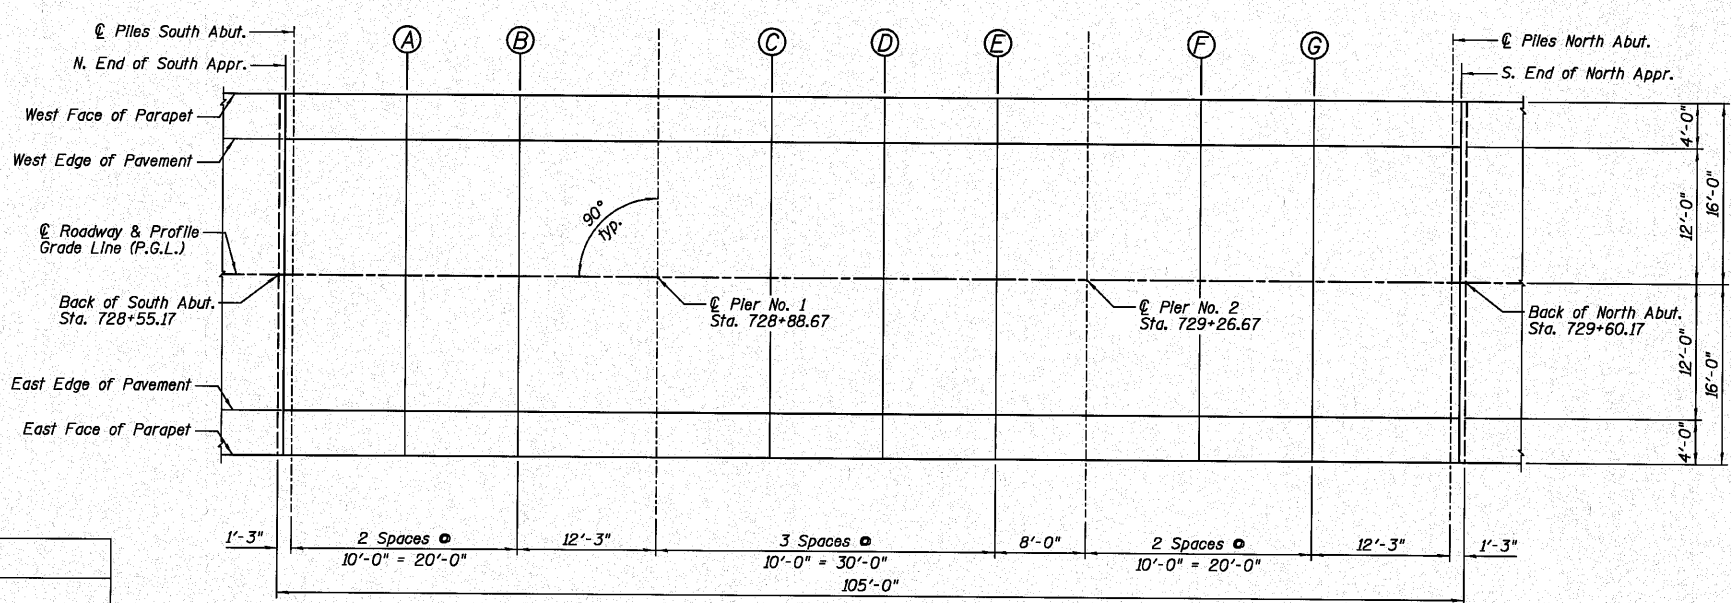 ℄ Piles South Abut.
N. End of South Appr.
A
B
C
D
E
F
G
℄ Piles North Abut.
S. End of North Appr.
West Face of Parapet
West Edge of Pavement
℄ Roadway & Profile
Grade Line (P.G.L.)
Back of South Abut.
Sta. 728+55.17
90°
typ.
℄ Pier No. 1
Sta. 728+88.67
℄ Pier No. 2
Sta. 729+26.67
Back of North Abut.
Sta. 729+60.17
4'-0"
12'-0"
16'-0"
12'-0"
16'-0"
4'-0"
East Edge of Pavement
East Face of Parapet
1'-3"
2 Spaces @
10'-0" = 20'-0"
12'-3"
3 Spaces @
10'-0" = 30'-0"
8'-0"
2 Spaces @
10'-0" = 20'-0"
12'-3"
1'-3"
105'-0"